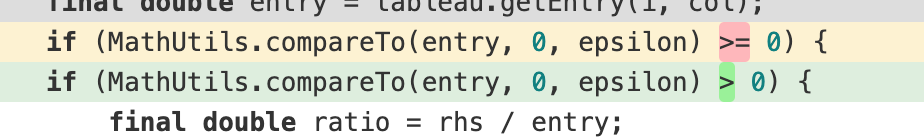 final double entry = tableau.getEntry(i, col);
if (MathUtils.compareTo(entry, 0, epsilon) >= 0) {
if (MathUtils.compareTo(entry, 0, epsilon) > 0) {
final double ratio = rhs / entry;